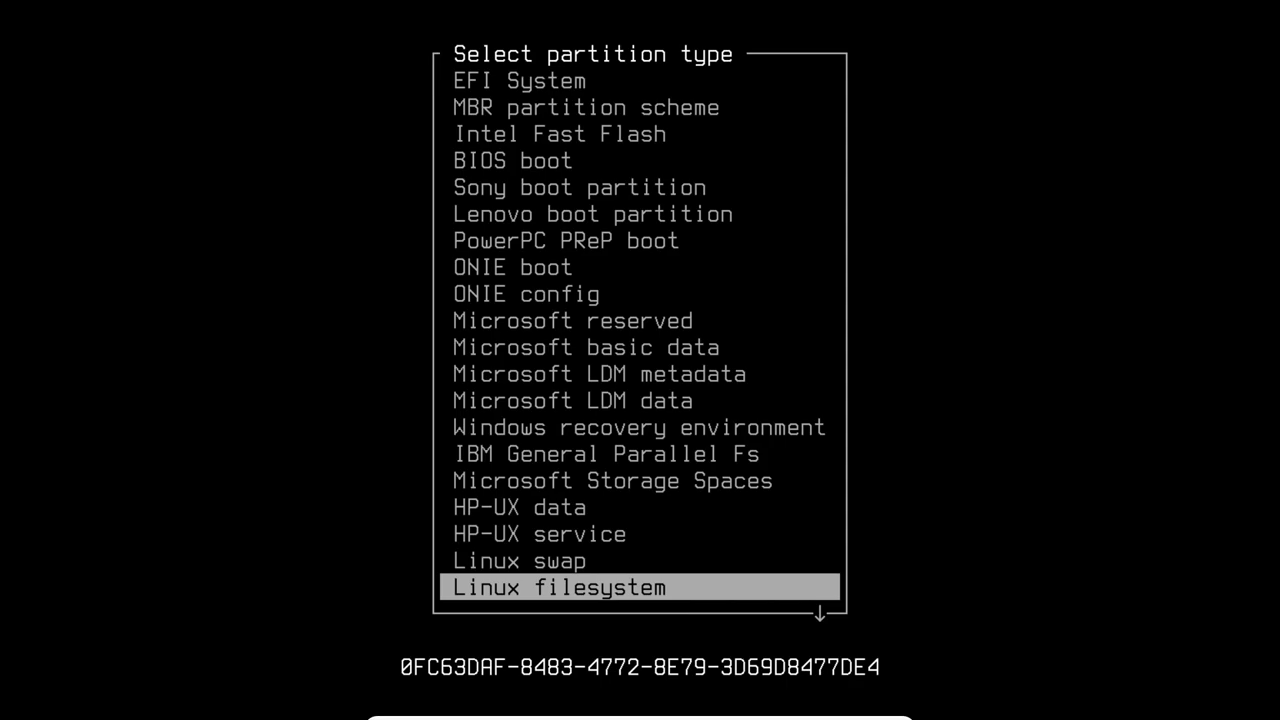 Select partition type
EFI System
MBR partition scheme
Intel Fast Flash
BIOS boot
Sony boot partition
Lenovo boot partition
PowerPC PReP boot
ONIE boot
ONIE config
Microsoft reserved
Microsoft basic data
Microsoft LDM metadata
Microsoft LDM data
Windows recovery environment
IBM General Parallel Fs
Microsoft Storage Spaces
HP-UX data
HP-UX service
Linux swap
Linux filesystem
0FC63DAF-8483-4772-8E79-3D69D8477DE4